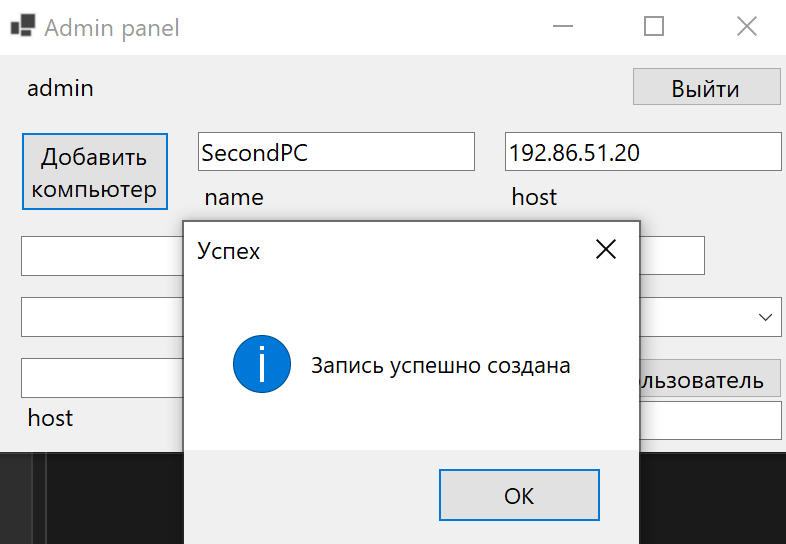 Admin panel
admin
Выйти
Добавить
компьютер
SecondPC
192.86.51.20
name
host
Успех
Запись успешно создана
host
OK